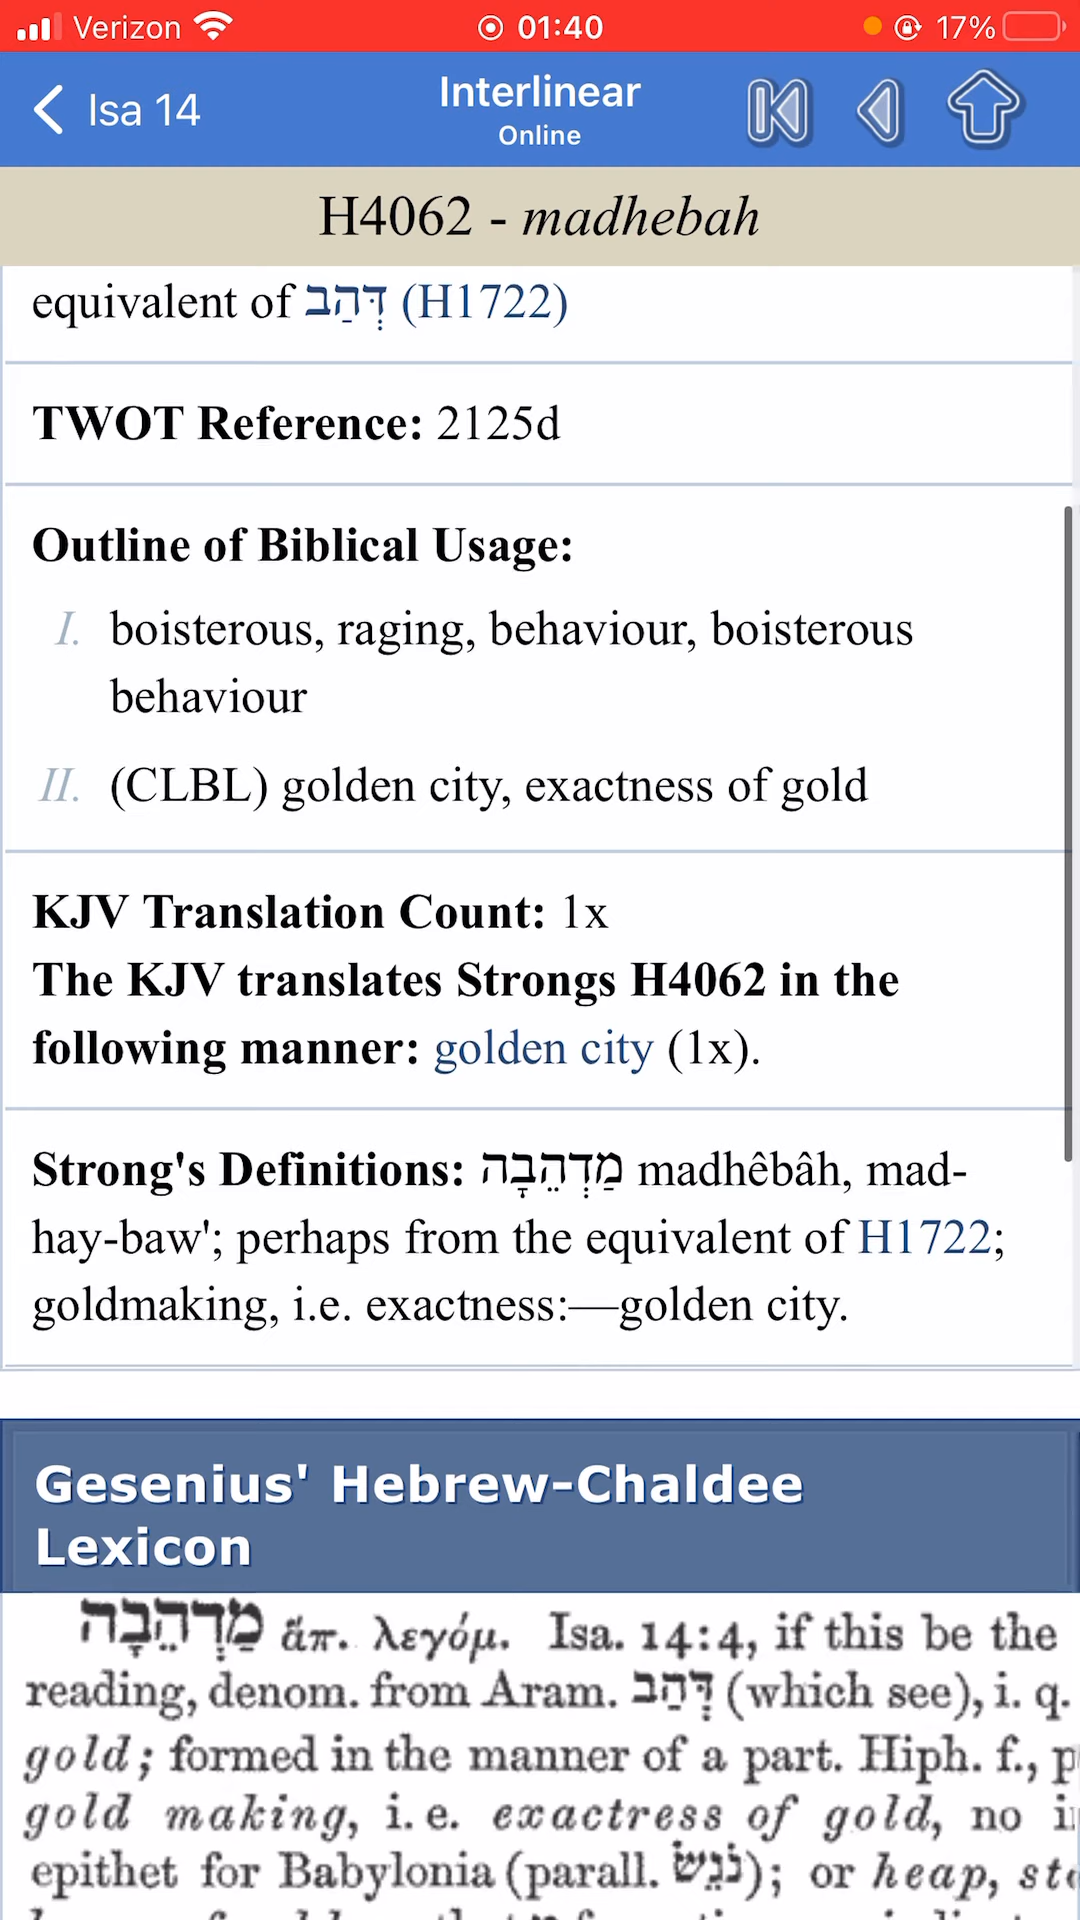 Verizon 01:40 17%
Isa 14 Interlinear
Online
H4062 - madhebah
equivalent of דְּהַב (H1722)
TWOT Reference: 2125d
Outline of Biblical Usage:
I. boisterous, raging, behaviour, boisterous
behaviour
II. (CLBL) golden city, exactness of gold
KJV Translation Count: 1x
The KJV translates Strongs H4062 in the
following manner: golden city (1x).
Strong's Definitions: מַדְהֵבָה madhêbâh, mad-
hay-baw'; perhaps from the equivalent of H1722;
goldmaking, i.e. exactness:—golden city.
Gesenius' Hebrew-Chaldee
Lexicon
מַדְהֵבָה ἅπ. λεγόμ. Isa. 14:4, if this be the
reading, denom. from Aram. דְּהַב (which see), i. q.
gold; formed in the manner of a part. Hiph. f.,
gold making, i. e. exactress of gold, no
epithet for Babylonia (parall. נֹגֵשׂ); or heap,